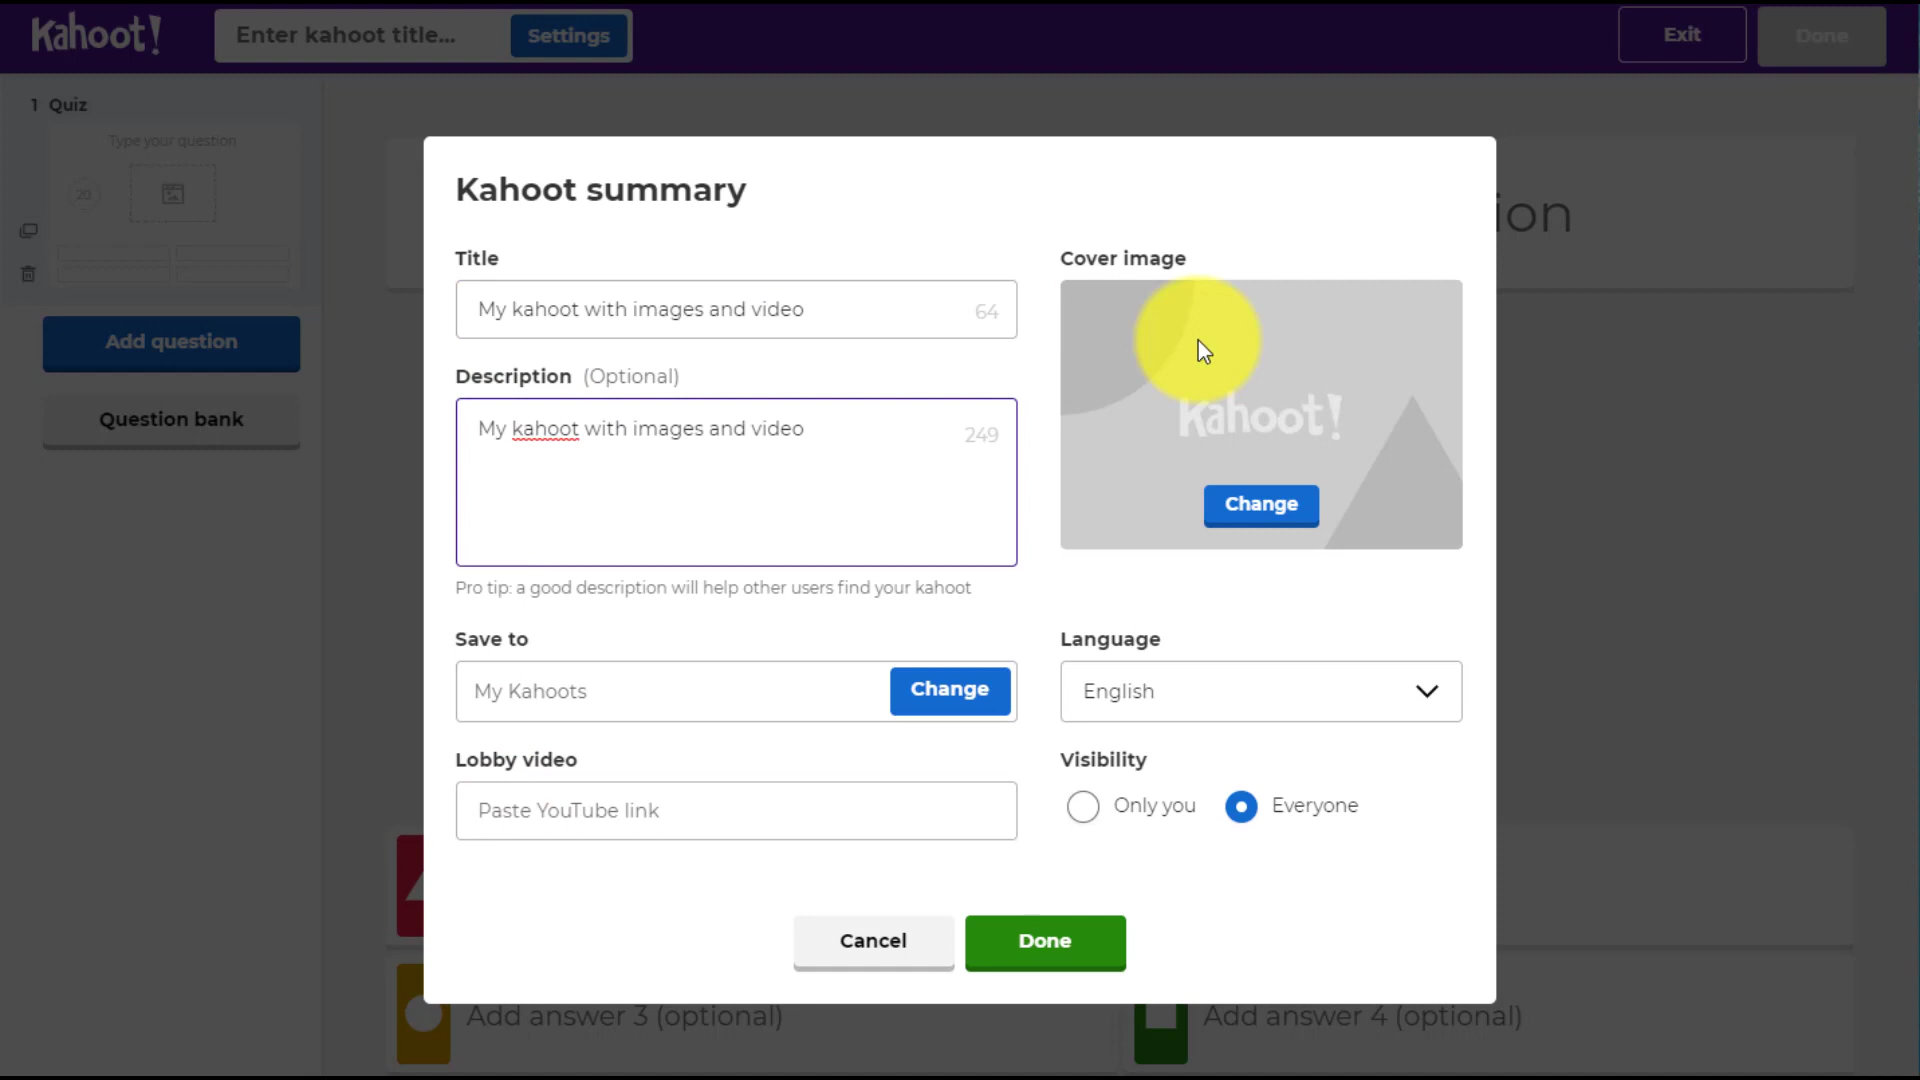 Kahoot!
Enter kahoot title...
Settings
Exit
Done
1 Quiz
Type your question
20
Add question
Question bank
ion
Kahoot summary
Title
My kahoot with images and video
64
Description (Optional)
My kahoot with images and video
249
Pro tip: a good description will help other users find your kahoot
Cover image
Kahoot!
Change
Save to
My Kahoots
Change
Language
English
Lobby video
Paste YouTube link
Visibility
Only you
Everyone
Cancel
Done
Add answer 3 (optional)
Add answer 4 (optional)